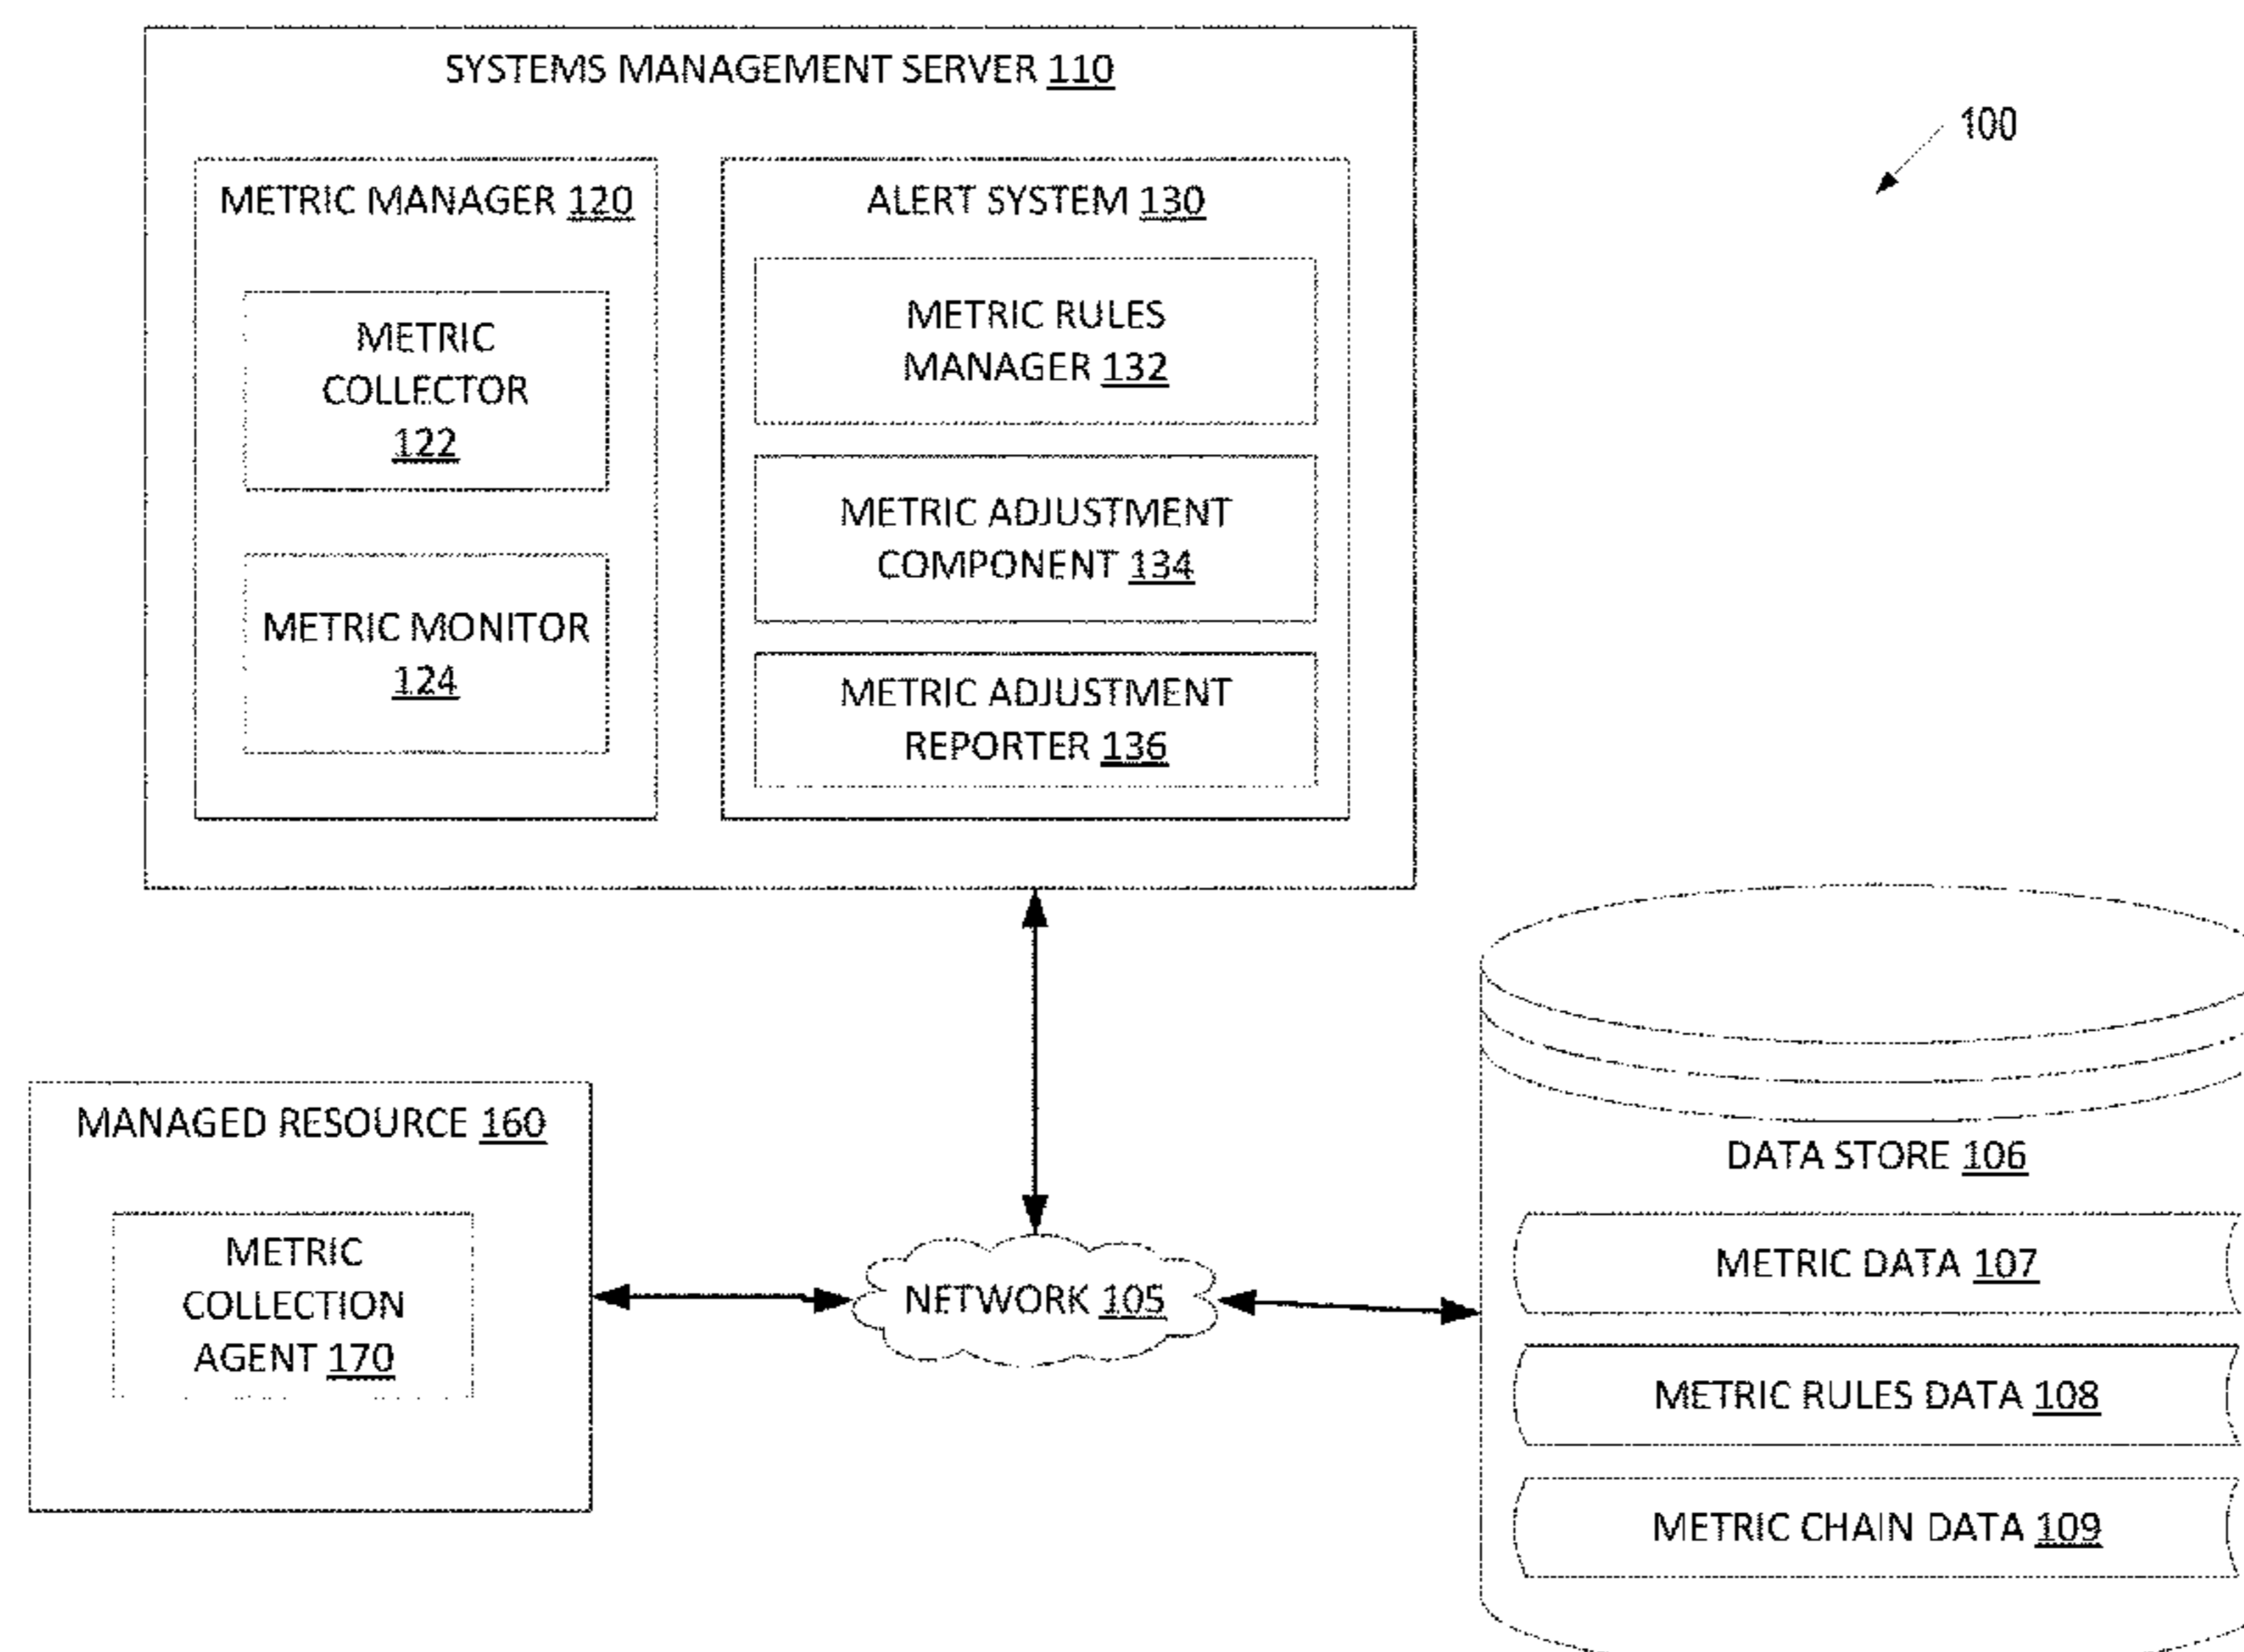 SYSTEMS MANAGEMENT SERVER 110
100
METRIC MANAGER 120
METRIC
COLLECTOR
122
METRIC MONITOR
124
ALERT SYSTEM 130
METRIC RULES
MANAGER 132
METRIC ADJUSTMENT
COMPONENT 134
METRIC ADJUSTMENT
REPORTER 136
MANAGED RESOURCE 160
METRIC
COLLECTION
AGENT 170
NETWORK 105
DATA STORE 106
METRIC DATA 107
METRIC RULES DATA 108
METRIC CHAIN DATA 109